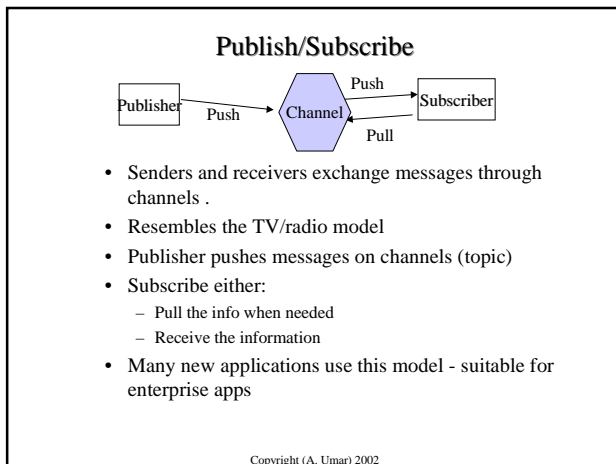 Publish/Subscribe
Publisher
Push
Channel
Push
Pull
Subscriber
• Senders and receivers exchange messages through
channels .
• Resembles the TV/radio model
• Publisher pushes messages on channels (topic)
• Subscribe either:
– Pull the info when needed
– Receive the information
• Many new applications use this model - suitable for
enterprise apps
Copyright (A. Umar) 2002